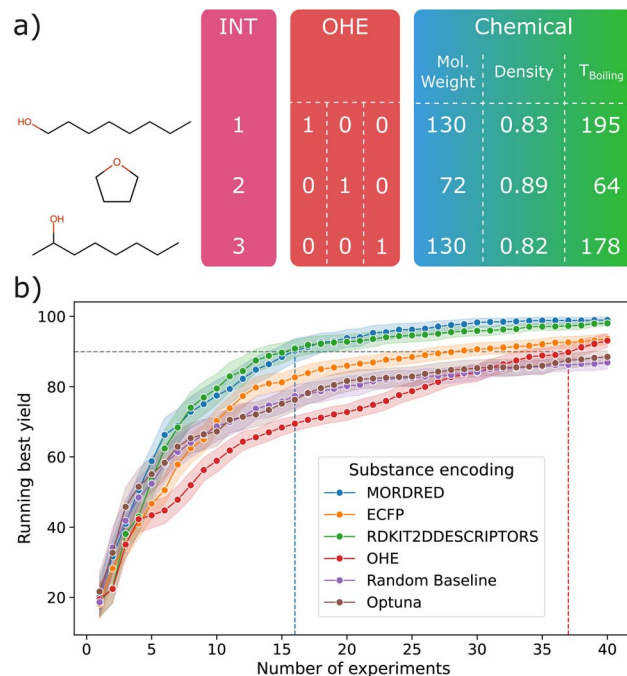 a)
INT
OHE
Chemical
Mol. Weight
Density
T_Boiling
HO
1
1 0 0
130 0.83 195
O
2
0 1 0
72 0.89 64
OH
3
0 0 1
130 0.82 178
b)
100
80
60
40
20
Running best yield
Substance encoding
MORDRED
ECFP
RDKIT2DDESCRIPTORS
OHE
Random Baseline
Optuna
0 5 10 15 20 25 30 35 40
Number of experiments